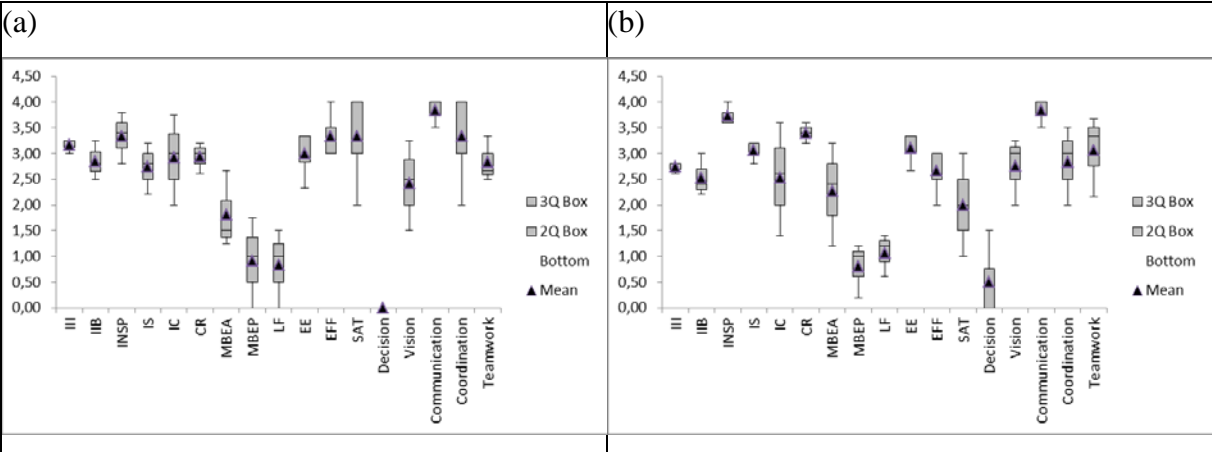 (a)
(b)
4,50
4,00
3,50
3,00
2,50
2,00
1,50
1,00
0,50
0,00
III
IIB
INSP
IS
IC
CR
MBEA
MBEP
LF
EE
EFF
SAT
Decision
Vision
Communication
Coordination
Teamwork
3Q Box
2Q Box
Bottom
Mean
4,50
4,00
3,50
3,00
2,50
2,00
1,50
1,00
0,50
0,00
III
IIB
INSP
IS
IC
CR
MBEA
MBEP
LF
EE
EFF
SAT
Decision
Vision
Communication
Coordination
Teamwork
3Q Box
2Q Box
Bottom
Mean